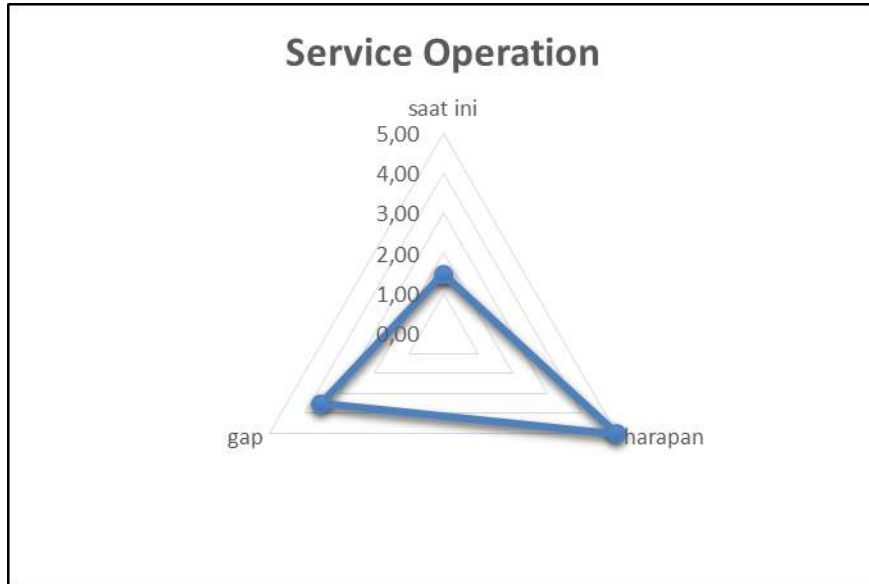 Service Operation
saat ini
5,00
4,00
3,00
2,00
1,00
0,00
gap
harapan